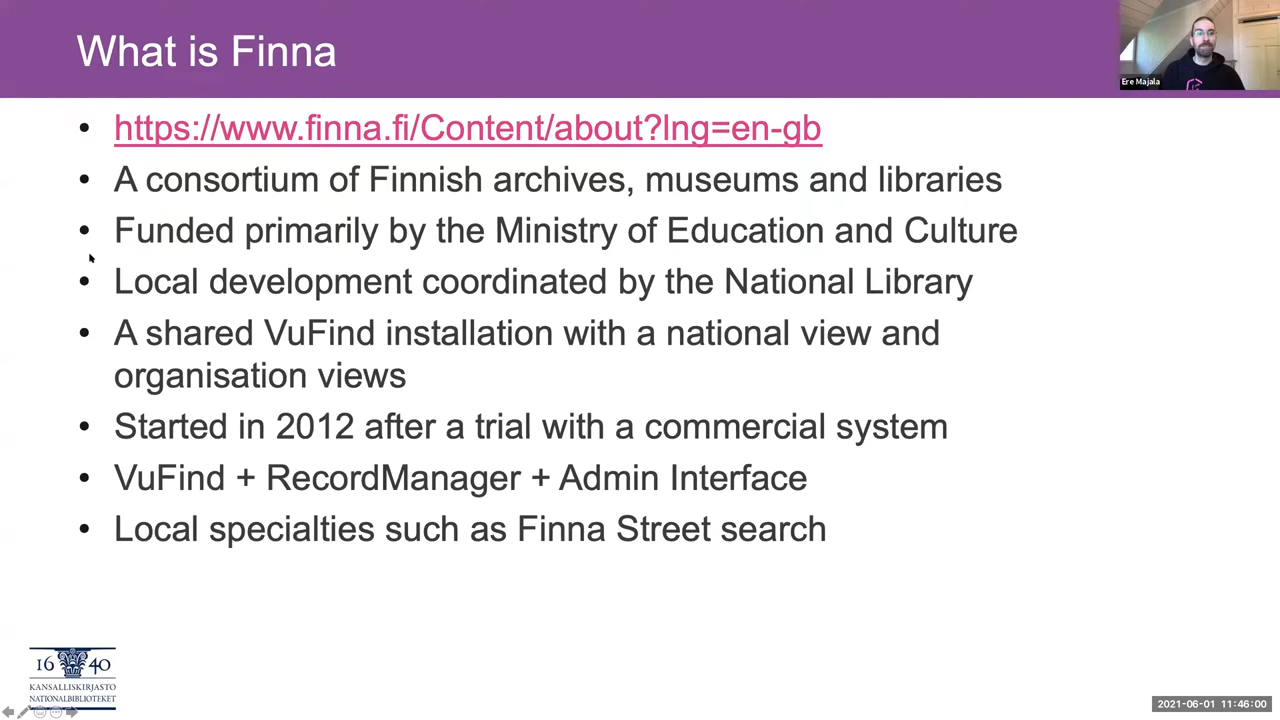 What is Finna
Ere Majala
• https://www.finna.fi/Content/about?lng=en-gb
• A consortium of Finnish archives, museums and libraries
• Funded primarily by the Ministry of Education and Culture
• Local development coordinated by the National Library
• A shared VuFind installation with a national view and
organisation views
• Started in 2012 after a trial with a commercial system
• VuFind + RecordManager + Admin Interface
• Local specialties such as Finna Street search
16 40
KANSALLISKIRJASTO
NATIONALBIBLIOTEKET
2021-06-01 11:46:00